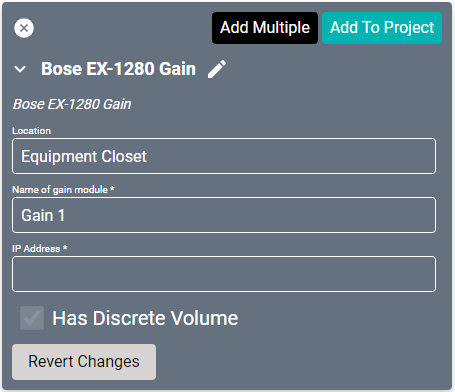 Add Multiple
Add To Project
Bose EX-1280 Gain
Bose EX-1280 Gain
Location
Equipment Closet
Name of gain module *
Gain 1
IP Address *
Has Discrete Volume
Revert Changes